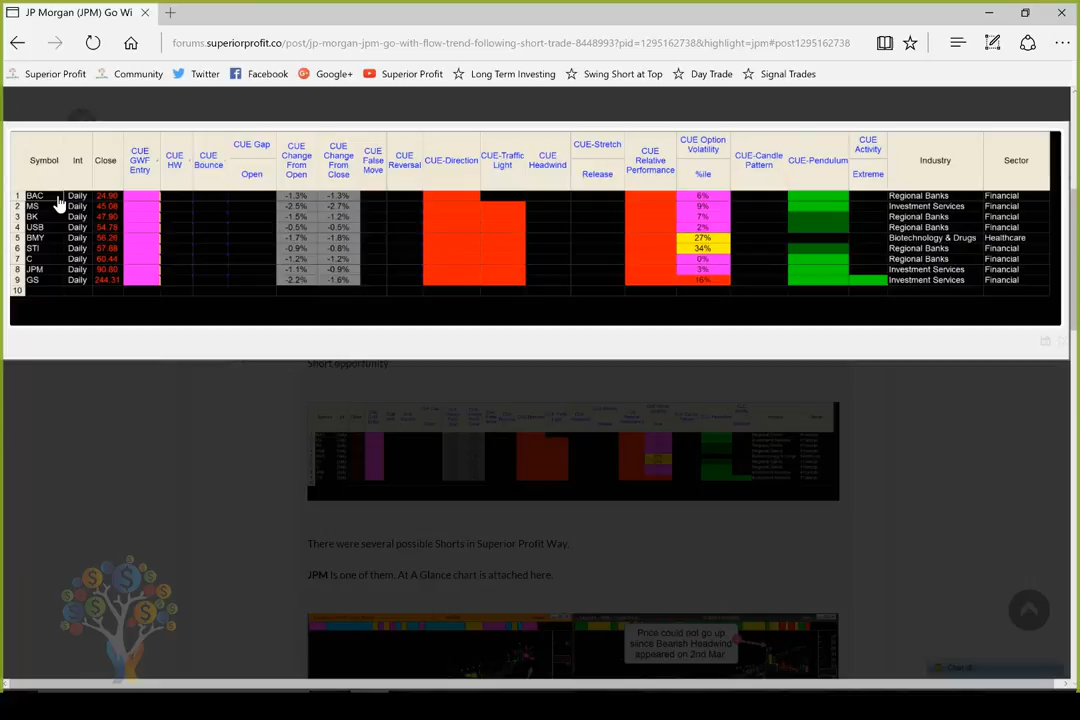 JP Morgan (JPM) Go Wi
forums.superiorprofit.co/post/jp-morgan-jpm-go-with-flow-trend-following-short-trade-8448993?pid=1295162738&highlight=jpm#post1295162738
Superior Profit Community Twitter Facebook Google+ Superior Profit Long Term Investing Swing Short at Top Day Trade Signal Trades
Symbol Int Close CUE GWF Entry CUE HW CUE Bounce CUE Gap Open CUE Change From Open CUE Change From Close CUE False Move CUE Reversal CUE-Direction CUE-Traffic Light CUE Headwind CUE-Stretch Release CUE Relative Performance CUE Option Volatility %ile CUE-Candle Pattern CUE-Pendulum CUE Activity Extreme Industry Sector
1 BAC Daily 24.90 -1.3% -1.3% 6% Regional Banks Financial
2 MS Daily 45.08 -2.5% -2.7% 9% Investment Services Financial
3 BK Daily 47.90 -1.5% -1.2% 7% Regional Banks Financial
4 USB Daily 54.78 -0.5% -0.5% 2% Regional Banks Financial
5 BMY Daily 56.26 -1.7% -1.8% 27% Biotechnology & Drugs Healthcare
6 STI Daily 57.88 -0.9% -0.8% 34% Regional Banks Financial
7 C Daily 60.44 -1.2% -1.2% 0% Regional Banks Financial
8 JPM Daily 90.80 -1.1% -0.9% 3% Investment Services Financial
9 GS Daily 244.31 -2.2% -1.6% 16% Investment Services Financial
10
Short opportunity
There were several possible Shorts in Superior Profit Way.
JPM Is one of them. At A Glance chart is attached here.
Price could not go up
since Bearish Headwind
appeared on 2nd Mar